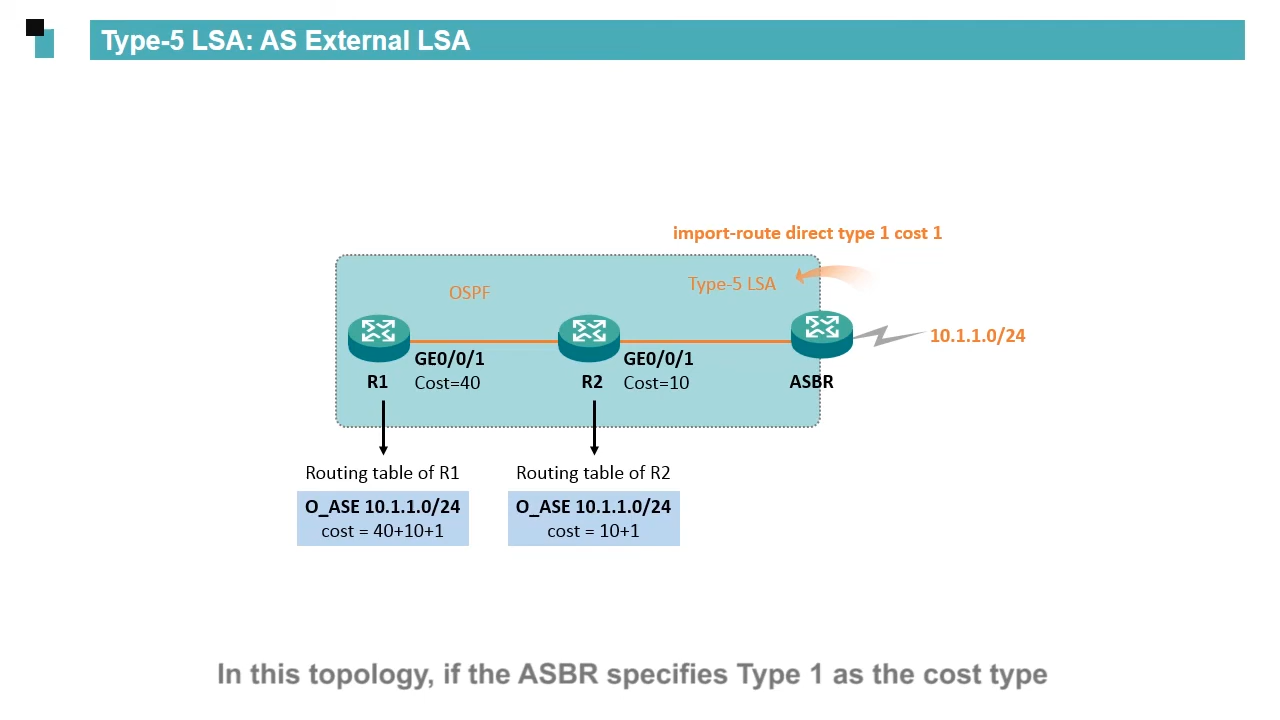 Type-5 LSA: AS External LSA
import-route direct type 1 cost 1
OSPF
Type-5 LSA
10.1.1.0/24
GE0/0/1
Cost=40
GE0/0/1
Cost=10
R1
R2
ASBR
Routing table of R1
O_ASE 10.1.1.0/24
cost = 40+10+1
Routing table of R2
O_ASE 10.1.1.0/24
cost = 10+1
In this topology, if the ASBR specifies Type 1 as the cost type